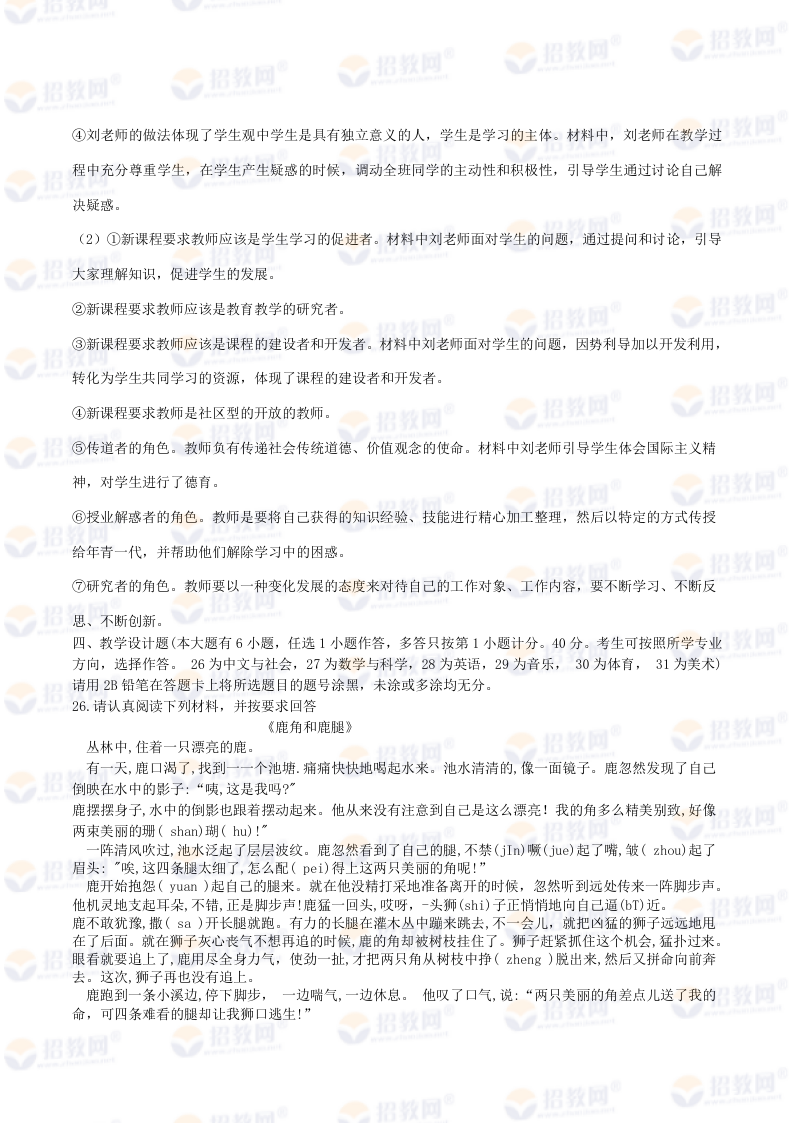 ④刘老师的做法体现了学生观中学生是具有独立意义的人，学生是学习的主体。材料中，刘老师在教学过
程中充分尊重学生，在学生产生疑惑的时候，调动全班同学的主动性和积极性，引导学生通过讨论自己解
决疑惑。
（2）①新课程要求教师应该是学生学习的促进者。材料中刘老师面对学生的问题，通过提问和讨论，引导
大家理解知识，促进学生的发展。
②新课程要求教师应该是教育教学的研究者。
③新课程要求教师应该是课程的建设者和开发者。材料中刘老师面对学生的问题，因势利导加以开发利用，
转化为学生共同学习的资源，体现了课程的建设者和开发者。
④新课程要求教师是社区型的开放的教师。
⑤传道者的角色。教师负有传递社会传统道德、价值观念的使命。材料中刘老师引导学生体会国际主义精
神，对学生进行了德育。
⑥授业解惑者的角色。教师是要将自己获得的知识经验、技能进行精心加工整理，然后以特定的方式传授
给年青一代，并帮助他们解除学习中的困惑。
⑦研究者的角色。教师要以一种变化发展的态度来对待自己的工作对象、工作内容，要不断学习、不断反
思、不断创新。
四、教学设计题(本大题有 6 小题，任选 1 小题作答，多答只按第 1 小题计分。40 分。考生可按照所学专业
方向，选择作答。 26 为中文与社会，27 为数学与科学，28 为英语，29 为音乐， 30 为体育， 31 为美术)
请用 2B 铅笔在答题卡上将所选题目的题号涂黑，未涂或多涂均无分。
26.请认真阅读下列材料，并按要求回答
《鹿角和鹿腿》
丛林中,住着一只漂亮的鹿。
有一天,鹿口渴了,找到一一个池塘.痛痛快快地喝起水来。池水清清的,像一面镜子。鹿忽然发现了自己
倒映在水中的影子:“咦,这是我吗?"
鹿摆摆身子,水中的倒影也跟着摆动起来。他从来没有注意到自己是这么漂亮！我的角多么精美别致,好像
两束美丽的珊( shan)瑚( hu)!"
一阵清风吹过,池水泛起了层层波纹。鹿忽然看到了自己的腿,不禁(jIn)噘(jue)起了嘴,皱( zhou)起了
眉头: "唉,这四条腿太细了,怎么配( pei)得上这两只美丽的角呢!”
鹿开始抱怨( yuan )起自己的腿来。就在他没精打采地准备离开的时候，忽然听到远处传来一阵脚步声。
他机灵地支起耳朵,不错,正是脚步声!鹿猛一回头,哎呀，-头狮(shi)子正悄悄地向自己逼(bT)近。
鹿不敢犹豫,撒( sa )开长腿就跑。有力的长腿在灌木丛中蹦来跳去,不一会儿，就把凶猛的狮子远远地甩
在了后面。就在狮子灰心丧气不想再追的时候,鹿的角却被树枝挂住了。狮子赶紧抓住这个机会,猛扑过来。
眼看就要追上了,鹿用尽全身力气，使劲一扯,才把两只角从树枝中挣( zheng )脱出来,然后又拼命向前奔
去。这次,狮子再也没有追上。
鹿跑到一条小溪边,停下脚步， 一边喘气,一边休息。 他叹了口气,说:“两只美丽的角差点儿送了我的
命，可四条难看的腿却让我狮口逃生!”